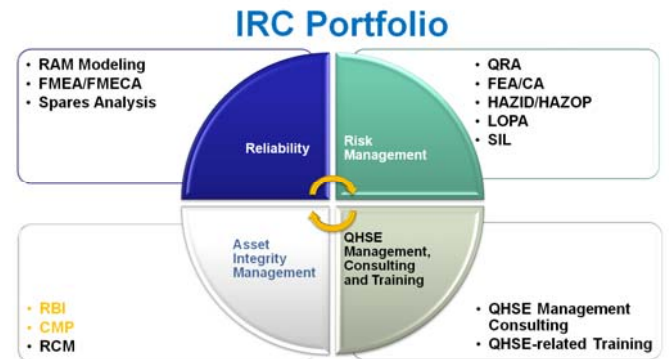 IRC Portfolio
• RAM Modeling
• FMEA/FMECA
• Spares Analysis
• QRA
• FEA/CA
• HAZID/HAZOP
• LOPA
• SIL
Reliability
Risk
Management
Asset
Integrity
Management
QHSE
Management,
Consulting
and Training
• RBI
• CMP
• RCM
• QHSE Management
Consulting
• QHSE-related Training